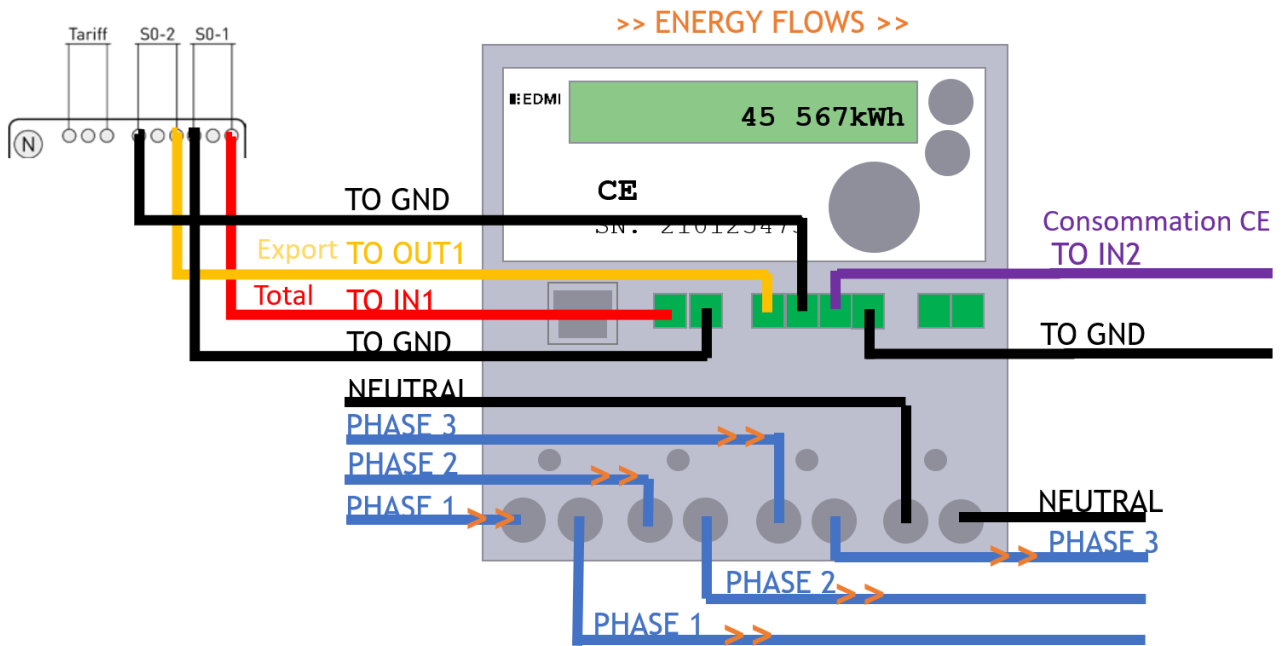 >> ENERGY FLOWS >>
Tariff S0-2 S0-1
N
EDMI
45 567kWh
CE
TO GND
Consommation CE
Export TO OUT1
TO IN2
Total TO IN1
TO GND
TO GND
NEUTRAL
PHASE 3 >>
PHASE 2 >>
PHASE 1 >>
NEUTRAL
PHASE 3 >>
PHASE 2 >>
PHASE 1 >>